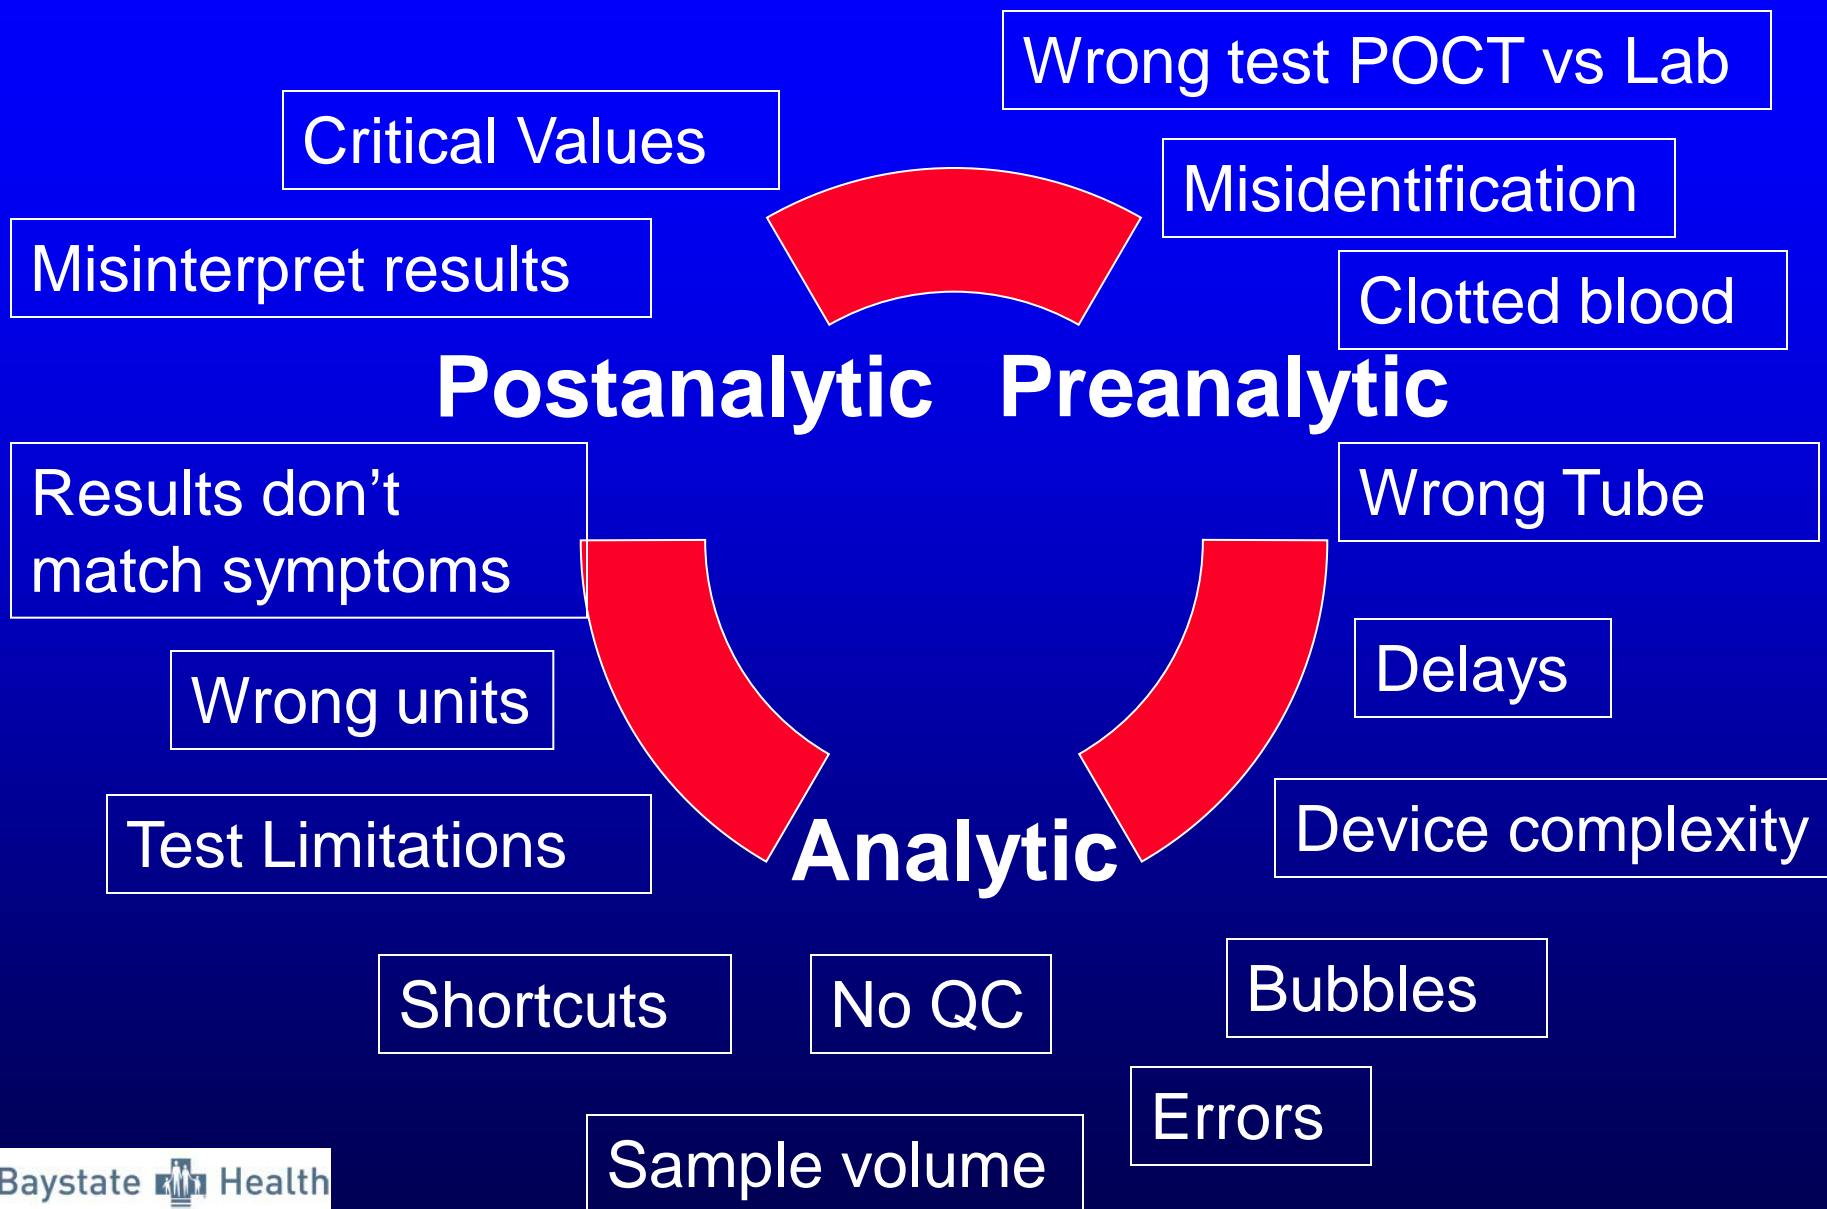 Wrong test POCT vs Lab
Critical Values
Misidentification
Misinterpret results
Clotted blood
Postanalytic
Preanalytic
Results don’t
match symptoms
Wrong Tube
Wrong units
Delays
Test Limitations
Analytic
Device complexity
Shortcuts
No QC
Bubbles
Errors
Sample volume
Baystate Health